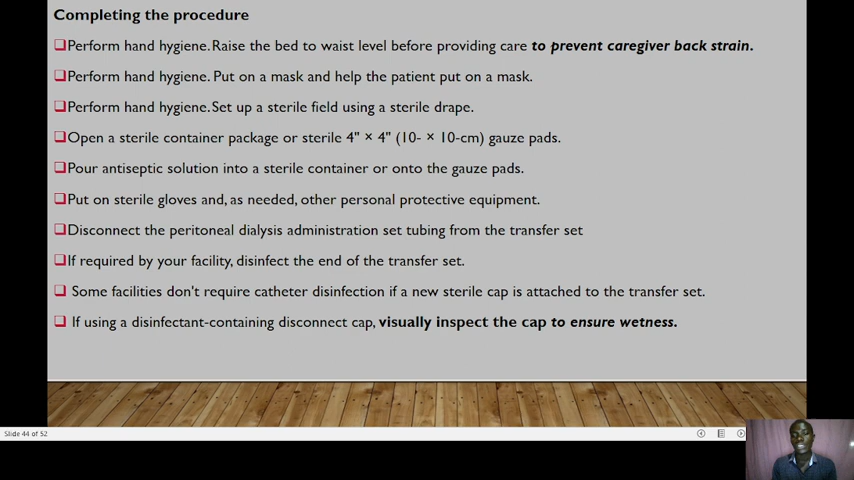 Completing the procedure
❑Perform hand hygiene. Raise the bed to waist level before providing care to prevent caregiver back strain.
❑Perform hand hygiene. Put on a mask and help the patient put on a mask.
❑Perform hand hygiene. Set up a sterile field using a sterile drape.
❑Open a sterile container package or sterile 4" × 4" (10- × 10-cm) gauze pads.
❑Pour antiseptic solution into a sterile container or onto the gauze pads.
❑Put on sterile gloves and, as needed, other personal protective equipment.
❑Disconnect the peritoneal dialysis administration set tubing from the transfer set
❑If required by your facility, disinfect the end of the transfer set.
❑ Some facilities don't require catheter disinfection if a new sterile cap is attached to the transfer set.
❑ If using a disinfectant-containing disconnect cap, visually inspect the cap to ensure wetness.
Slide 44 of 52